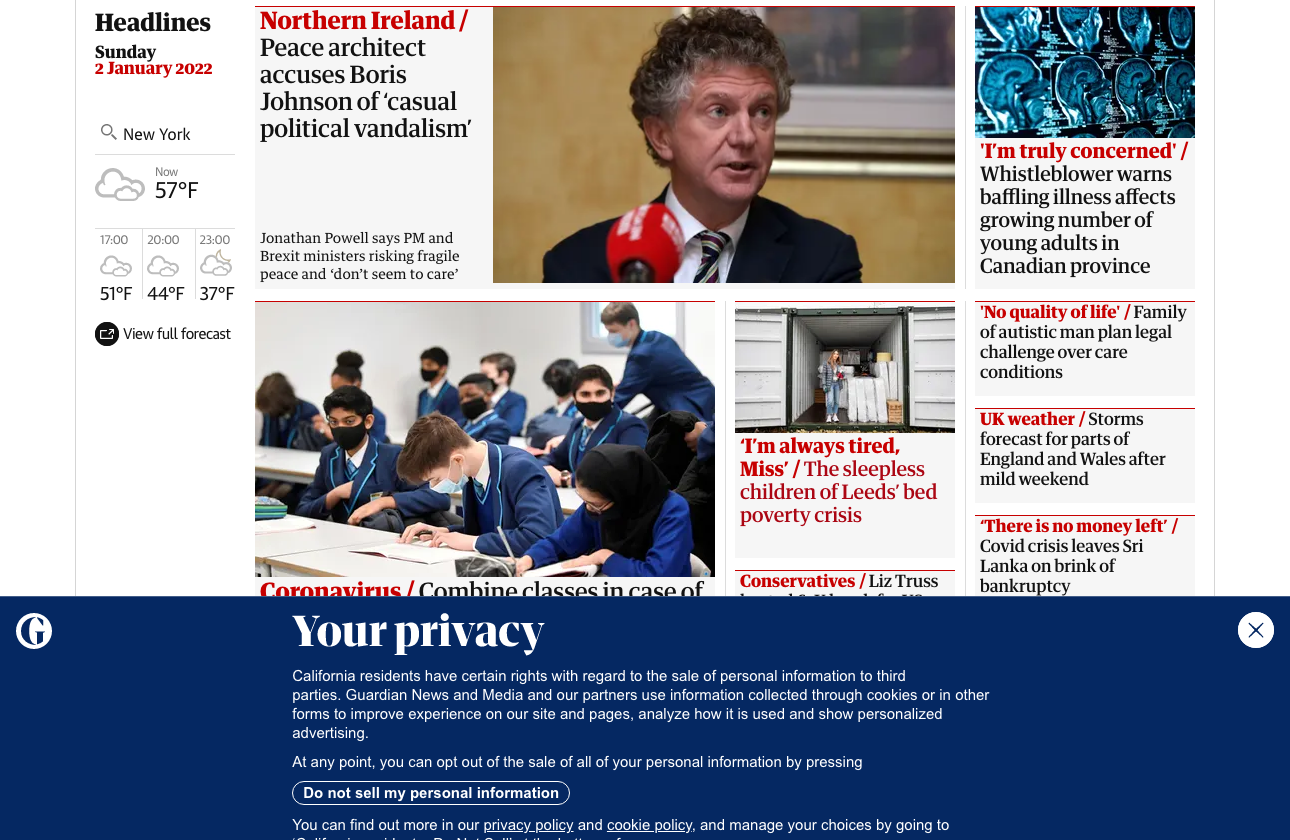 Headlines
Sunday
2 January 2022
New York
Now
57°F
17:00
20:00
23:00
51°F
44°F
37°F
View full forecast
Northern Ireland /
Peace architect
accuses Boris
Johnson of ‘casual
political vandalism’
Jonathan Powell says PM and
Brexit ministers risking fragile
peace and ‘don’t seem to care’
'I’m truly concerned' /
Whistleblower warns
baffling illness affects
growing number of
young adults in
Canadian province
Coronavirus / Combine classes in case of
‘I’m always tired,
Miss’ / The sleepless
children of Leeds’ bed
poverty crisis
Conservatives / Liz Truss
'No quality of life' / Family
of autistic man plan legal
challenge over care
conditions
UK weather / Storms
forecast for parts of
England and Wales after
mild weekend
‘There is no money left’ /
Covid crisis leaves Sri
Lanka on brink of
bankruptcy
G
Your privacy
California residents have certain rights with regard to the sale of personal information to third
parties. Guardian News and Media and our partners use information collected through cookies or in other
forms to improve experience on our site and pages, analyze how it is used and show personalized
advertising.
At any point, you can opt out of the sale of all of your personal information by pressing
Do not sell my personal information
You can find out more in our privacy policy and cookie policy, and manage your choices by going to